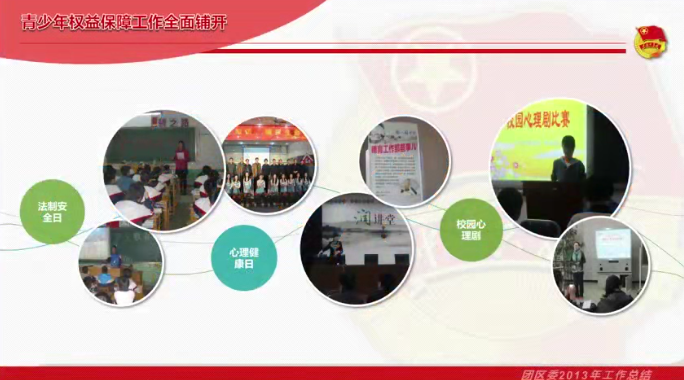 青少年权益保障工作全面铺开
校园心理剧比赛
法制安
全日
心理健
康日
校园心
理剧
讲堂
团区委2013年工作总结